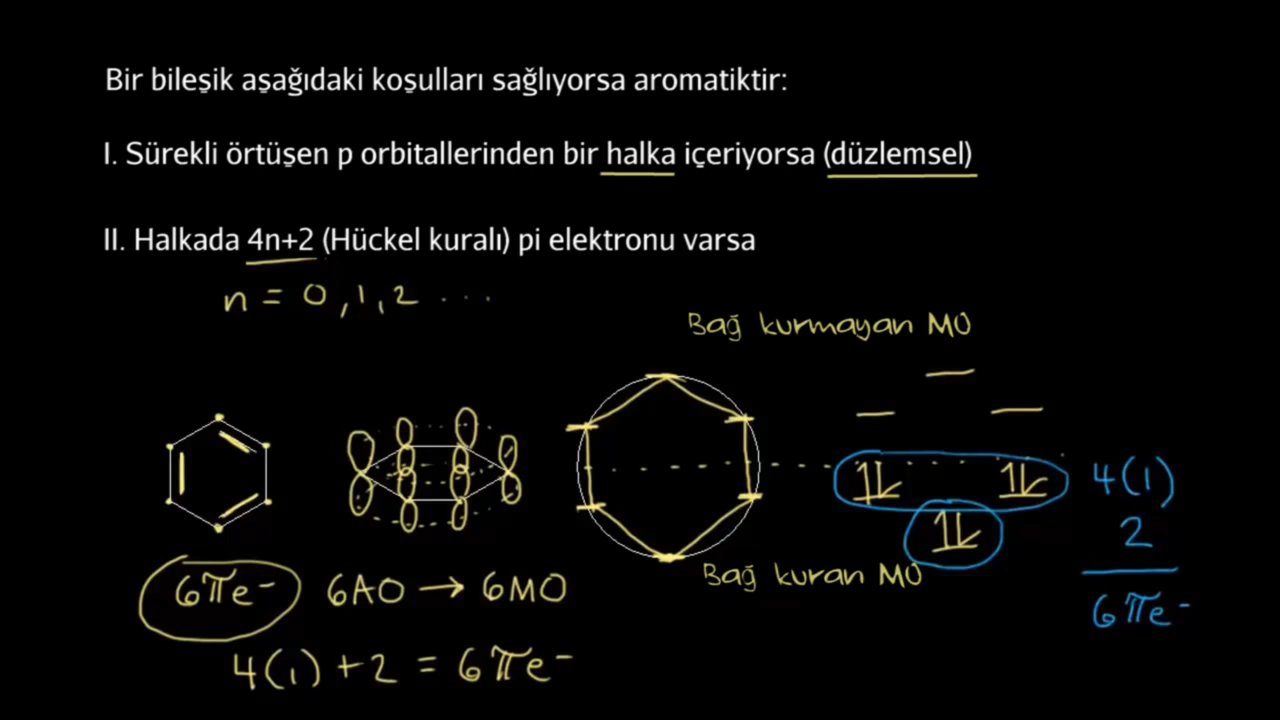 Bir bileşik aşağıdaki koşulları sağlıyorsa aromatiktir:
I. Sürekli örtüşen p orbitallerinden bir halka içeriyorsa (düzlemsel)
II. Halkada 4n+2 (Hückel kuralı) pi elektronu varsa
n = 0, 1, 2 ...
Bağ kurmayan MO
4(1)
2
6πe-
Bağ kuran MO
6πe- 6AO → 6MO
4(1) + 2 = 6πe-